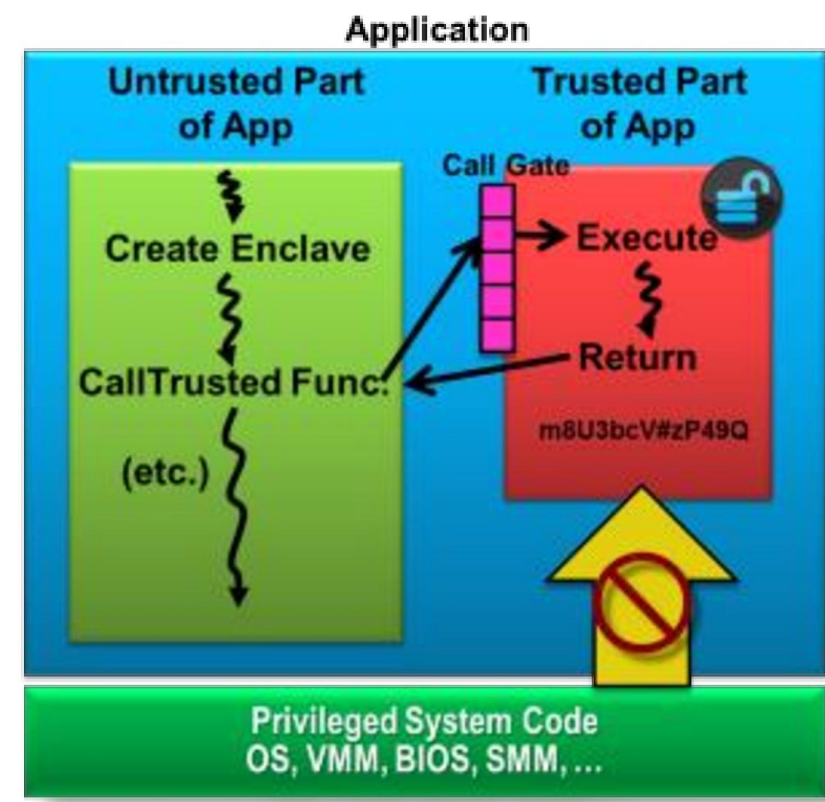 Application
Untrusted Part
of App
Trusted Part
of App
Call Gate
Create Enclave
Execute
CallTrusted Func.
Return
(etc.)
m8U3bcV#zP49Q
Privileged System Code
OS, VMM, BIOS, SMM, ...